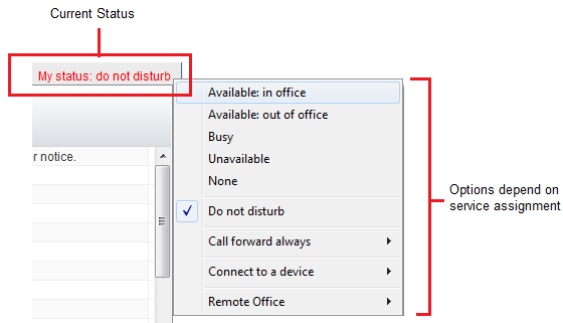 Current Status
My status: do not disturb
Available: in office
Available: out of office
Busy
r notice.
Unavailable
None
Do not disturb
Options depend on
service assignment
Call forward always
Connect to a device
Remote Office